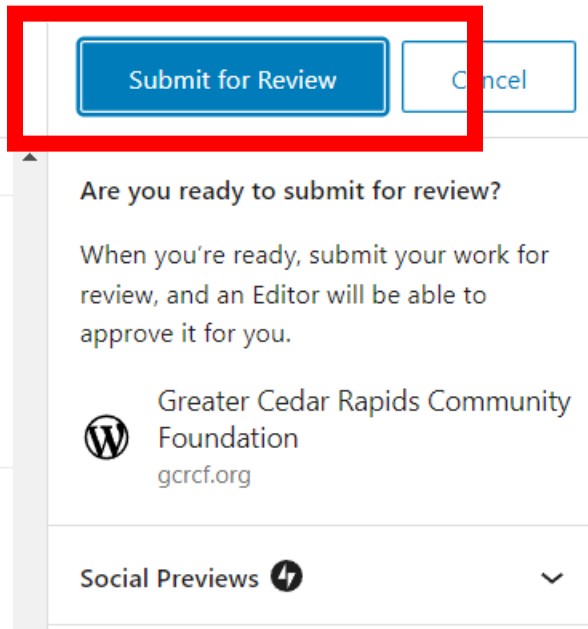 Submit for Review
Cancel
Are you ready to submit for review?
When you’re ready, submit your work for
review, and an Editor will be able to
approve it for you.
Greater Cedar Rapids Community
Foundation
gcrcf.org
Social Previews